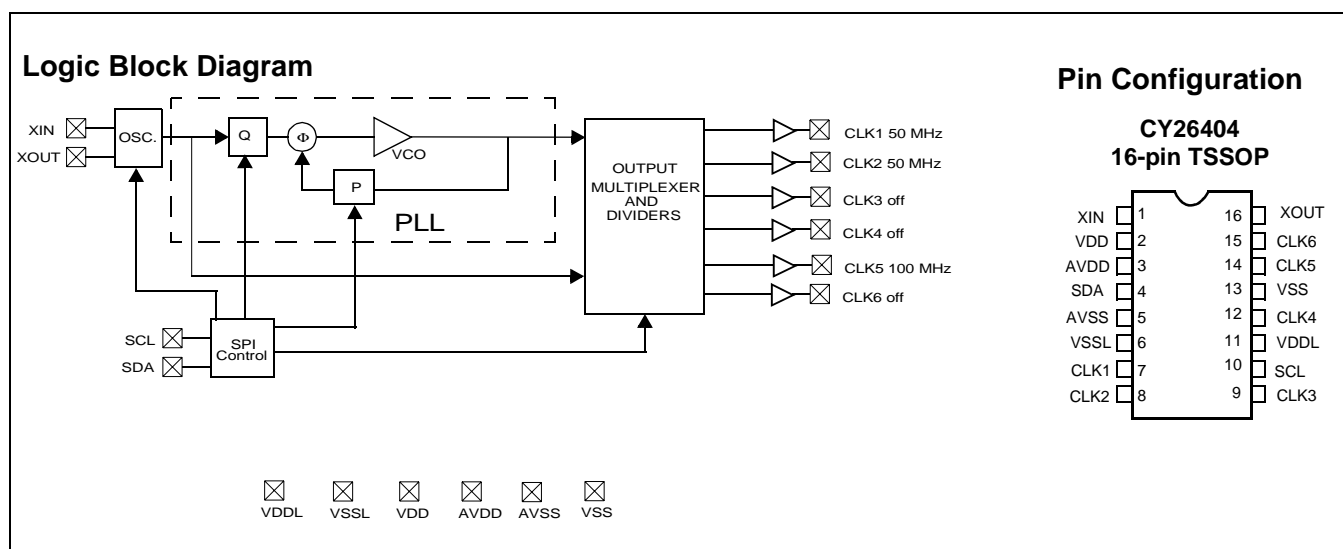 Logic Block Diagram
XIN
XOUT
OSC.
Q
Φ
VCO
P
PLL
OUTPUT
MULTIPLEXER
AND
DIVIDERS
CLK1 50 MHz
CLK2 50 MHz
CLK3 off
CLK4 off
CLK5 100 MHz
CLK6 off
SCL
SDA
SPI
Control
VDDL
VSSL
VDD
AVDD
AVSS
VSS
Pin Configuration
CY26404
16-pin TSSOP
XIN 1 16 XOUT
VDD 2 15 CLK6
AVDD 3 14 CLK5
SDA 4 13 VSS
AVSS 5 12 CLK4
VSSL 6 11 VDDL
CLK1 7 10 SCL
CLK2 8 9 CLK3